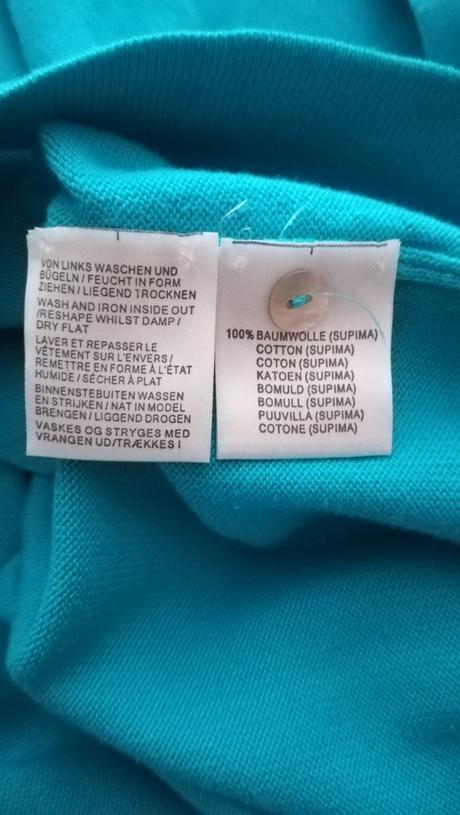 VON LINKS WASCHEN UND
BÜGELN / FEUCHT IN FORM
ZIEHEN / LIEGEND TROCKNEN
WASH AND IRON INSIDE OUT
/RESHAPE WHILST DAMP /
DRY FLAT
LAVER ET REPASSER LE
VÊTEMENT SUR L'ENVERS /
REMETTRE EN FORME À L'ÉTAT
HUMIDE / SÉCHER À PLAT
BINNENSTEBUITEN WASSEN
EN STRIJKEN / NAT IN MODEL
BRENGEN / LIGGEND DROGEN
VASKES OG STRYGES MED
VRANGEN UD/TRÆKKES I
100% BAUMWOLLE (SUPIMA)
COTTON (SUPIMA)
COTON (SUPIMA)
KATOEN (SUPIMA)
BOMULD (SUPIMA)
BOMULL (SUPIMA)
PUUVILLA (SUPIMA)
COTONE (SUPIMA)